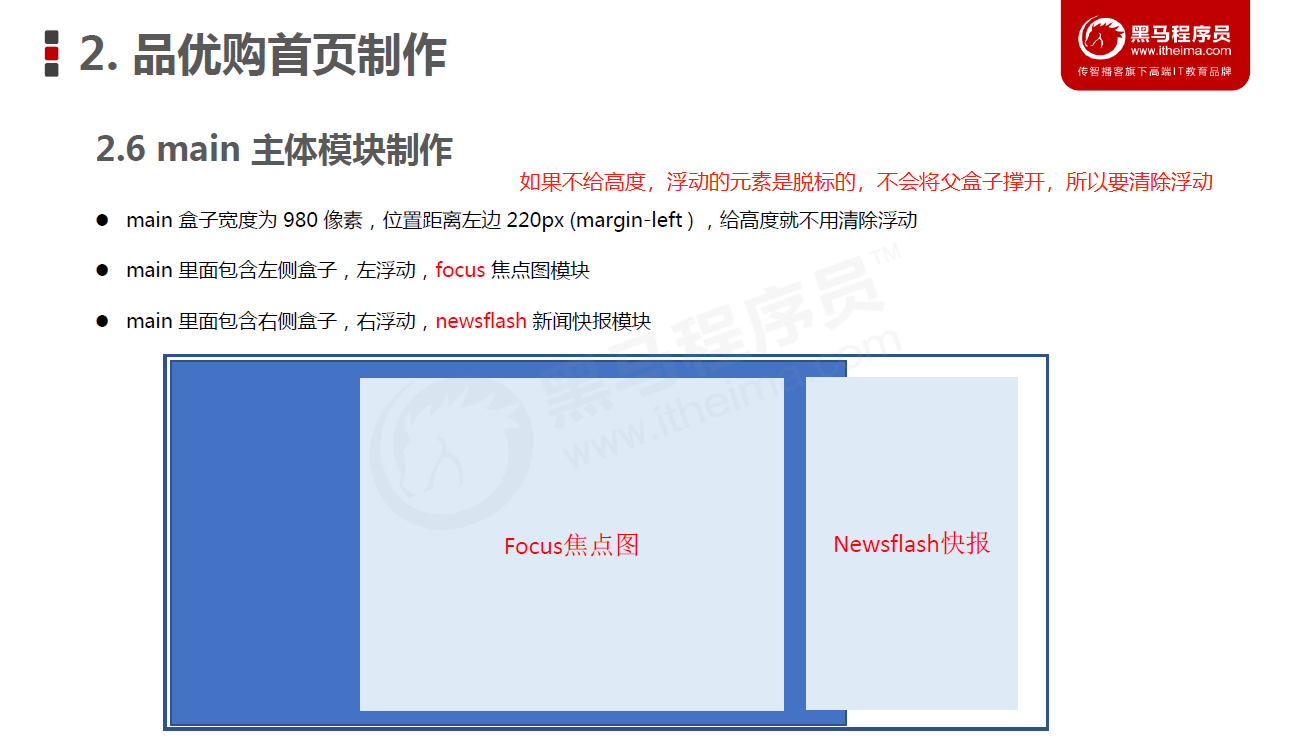 2. 品优购首页制作
黑马程序员
www.itheima.com
传智播客旗下高端IT教育品牌
2.6 main 主体模块制作
如果不给高度，浮动的元素是脱标的，不会将父盒子撑开，所以要清除浮动
● main 盒子宽度为 980 像素，位置距离左边 220px (margin-left ) ，给高度就不用清除浮动
● main 里面包含左侧盒子，左浮动，focus 焦点图模块
● main 里面包含右侧盒子，右浮动，newsflash 新闻快报模块
黑马程序员™
www.itheima.com
Focus焦点图
Newsflash快报